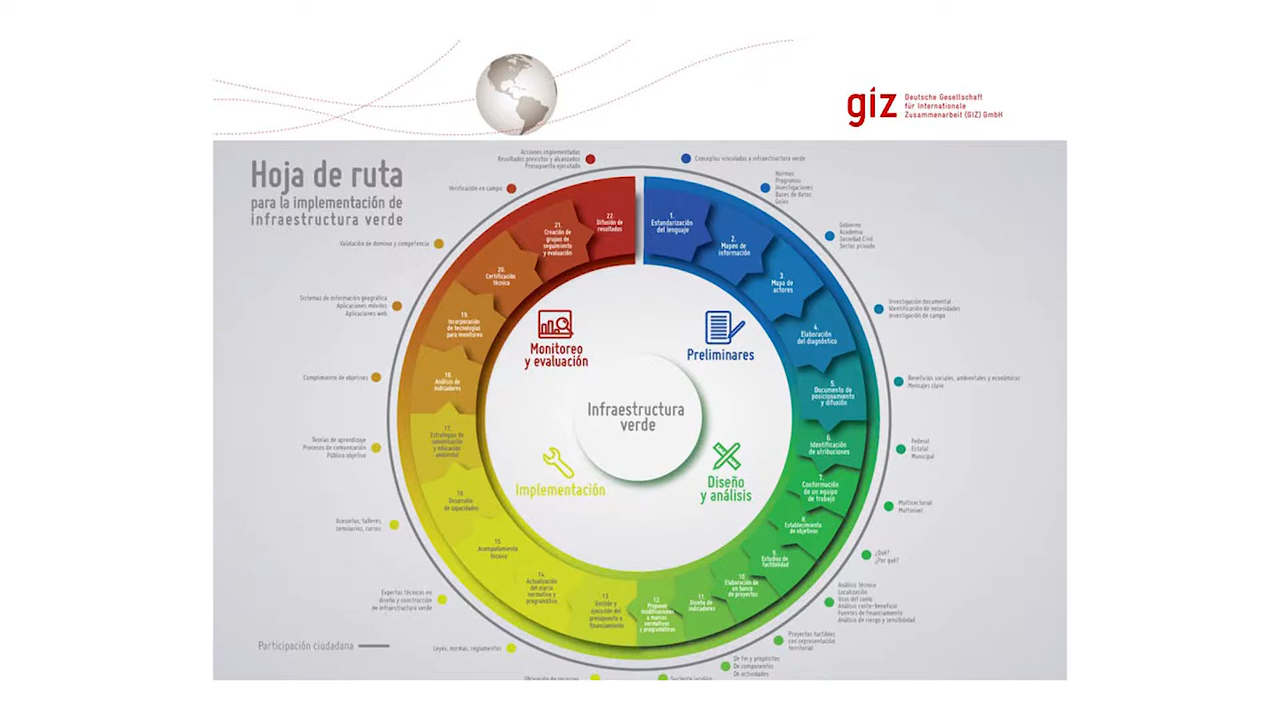 giz
Deutsche Gesellschaft
für Internationale
Zusammenarbeit (GIZ) GmbH
Hoja de ruta
para la implementación de
infraestructura verde
Acciones implementadas
Resultados previstos y alcanzados
Presupuesto ejecutado
Verificación en campo
Validación de dominio y competencia
Sistemas de información geográfica
Aplicaciones móviles
Aplicaciones web
Cumplimiento de objetivos
Teorías de aprendizaje
Procesos de comunicación
Público objetivo
Asesorías, talleres,
seminarios, cursos
Expertos técnicos en
diseño y construcción
de infraestructura verde
Leyes, normas, reglamentos
Conceptos vinculados a infraestructura verde
Normas
Programas
Investigaciones
Bases de datos
Guías
Gobierno
Academia
Sociedad Civil
Sector privado
Investigación documental
Identificación de necesidades
Investigación de campo
Beneficios sociales, ambientales y económicos
Mensajes clave
Federal
Estatal
Municipal
Multisectorial
Multinivel
¿Qué?
¿Por qué?
Análisis técnico
Localización
Usos del suelo
Análisis costo-beneficio
Fuentes de financiamiento
Análisis de riesgo y sensibilidad
Proyectos factibles
con representación
territorial
De fin y propósito
De componentes
De actividades
1.
Estandarización
del lenguaje
2.
Mapeo de
información
3.
Mapa de
actores
4.
Elaboración
del diagnóstico
5.
Documento de
posicionamiento
y difusión
6.
Identificación
de atribuciones
7.
Conformación
de un equipo
de trabajo
8.
Establecimiento
de objetivos
9.
Estudios de
factibilidad
10.
Elaboración de
un banco
de proyectos
11.
Diseño de
indicadores
12.
Proponer
modificaciones
a marcos
normativos
y programáticos
13.
Gestión y
ejecución del
presupuesto o
financiamiento
14.
Actualización
del marco
normativo y
programático
15.
Acompañamiento
técnico
16.
Desarrollo
de capacidades
17.
Estrategias de
comunicación
y educación
ambiental
18.
Análisis de
indicadores
19.
Incorporación
de tecnologías
para monitoreo
20.
Certificación
técnica
21.
Creación de
grupos de
seguimiento
y evaluación
22.
Difusión de
resultados
Monitoreo
y evaluación
Preliminares
Infraestructura
verde
Implementación
Diseño
y análisis
Participación ciudadana